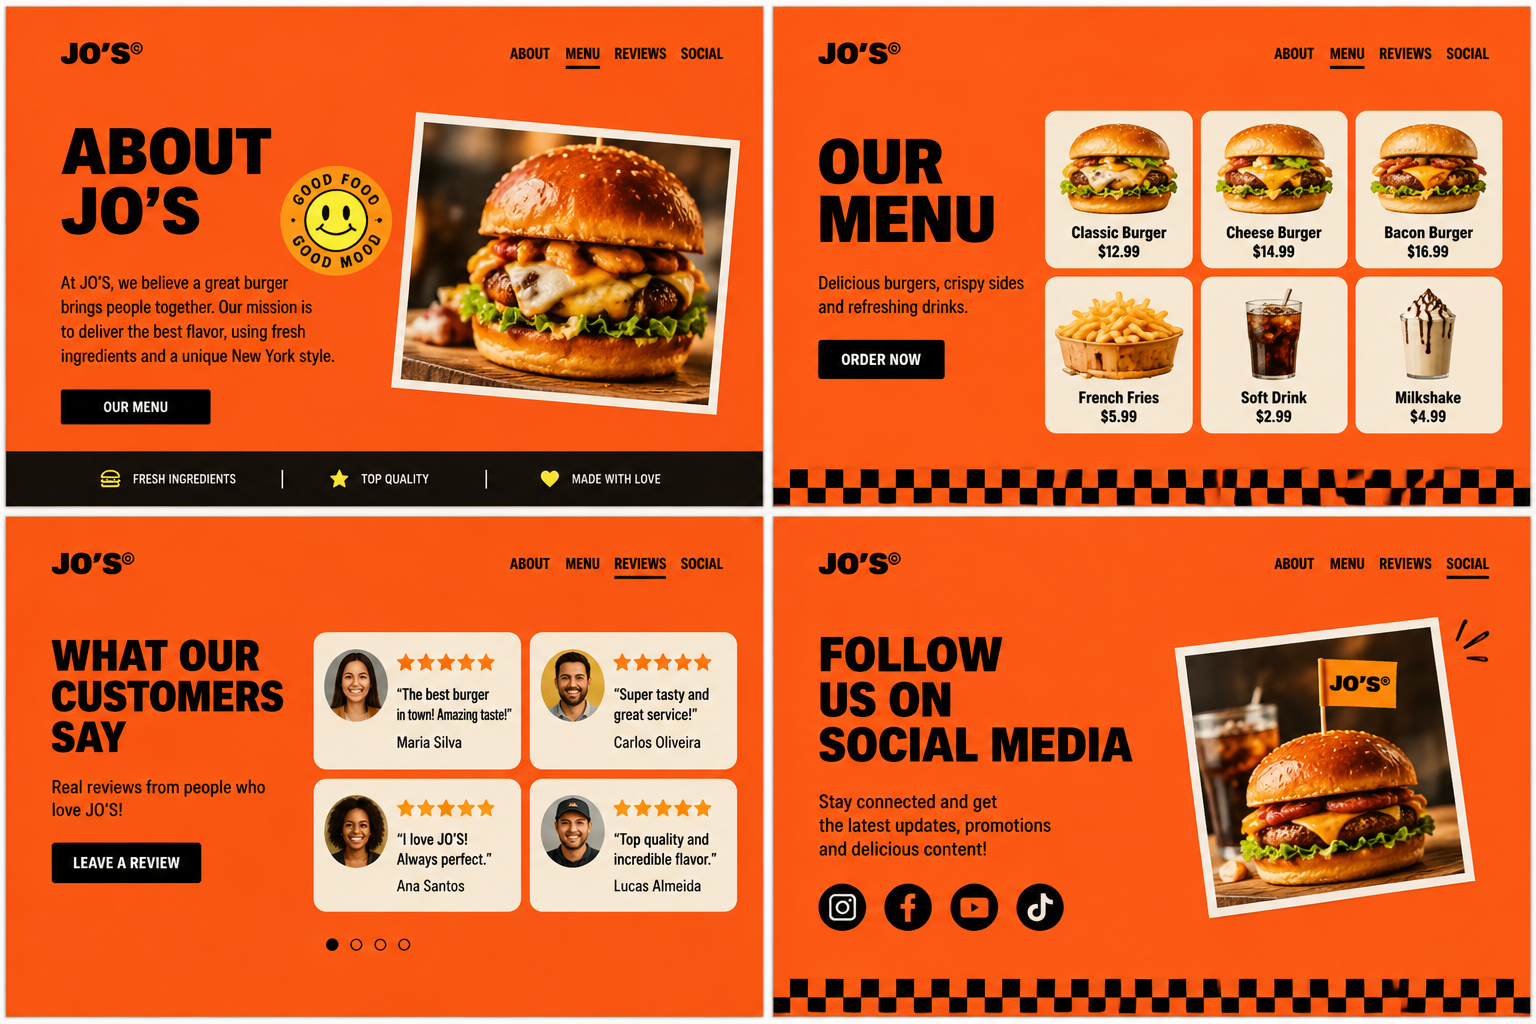 JO'S©
ABOUT MENU REVIEWS SOCIAL
ABOUT
JO'S
GOOD FOOD
GOOD MOOD
At JO'S, we believe a great burger
brings people together. Our mission is
to deliver the best flavor, using fresh
ingredients and a unique New York style.
OUR MENU
FRESH INGREDIENTS
TOP QUALITY
MADE WITH LOVE
JO'S©
ABOUT MENU REVIEWS SOCIAL
OUR
MENU
Delicious burgers, crispy sides
and refreshing drinks.
ORDER NOW
Classic Burger
$12.99
Cheese Burger
$14.99
Bacon Burger
$16.99
French Fries
$5.99
Soft Drink
$2.99
Milkshake
$4.99
JO'S©
ABOUT MENU REVIEWS SOCIAL
WHAT OUR
CUSTOMERS
SAY
Real reviews from people who
love JO'S!
LEAVE A REVIEW
“The best burger
in town! Amazing taste!”
Maria Silva
“Super tasty and
great service!”
Carlos Oliveira
“I love JO'S!
Always perfect.”
Ana Santos
“Top quality and
incredible flavor.”
Lucas Almeida
JO'S©
ABOUT MENU REVIEWS SOCIAL
FOLLOW
US ON
SOCIAL MEDIA
Stay connected and get
the latest updates, promotions
and delicious content!
JO'S©